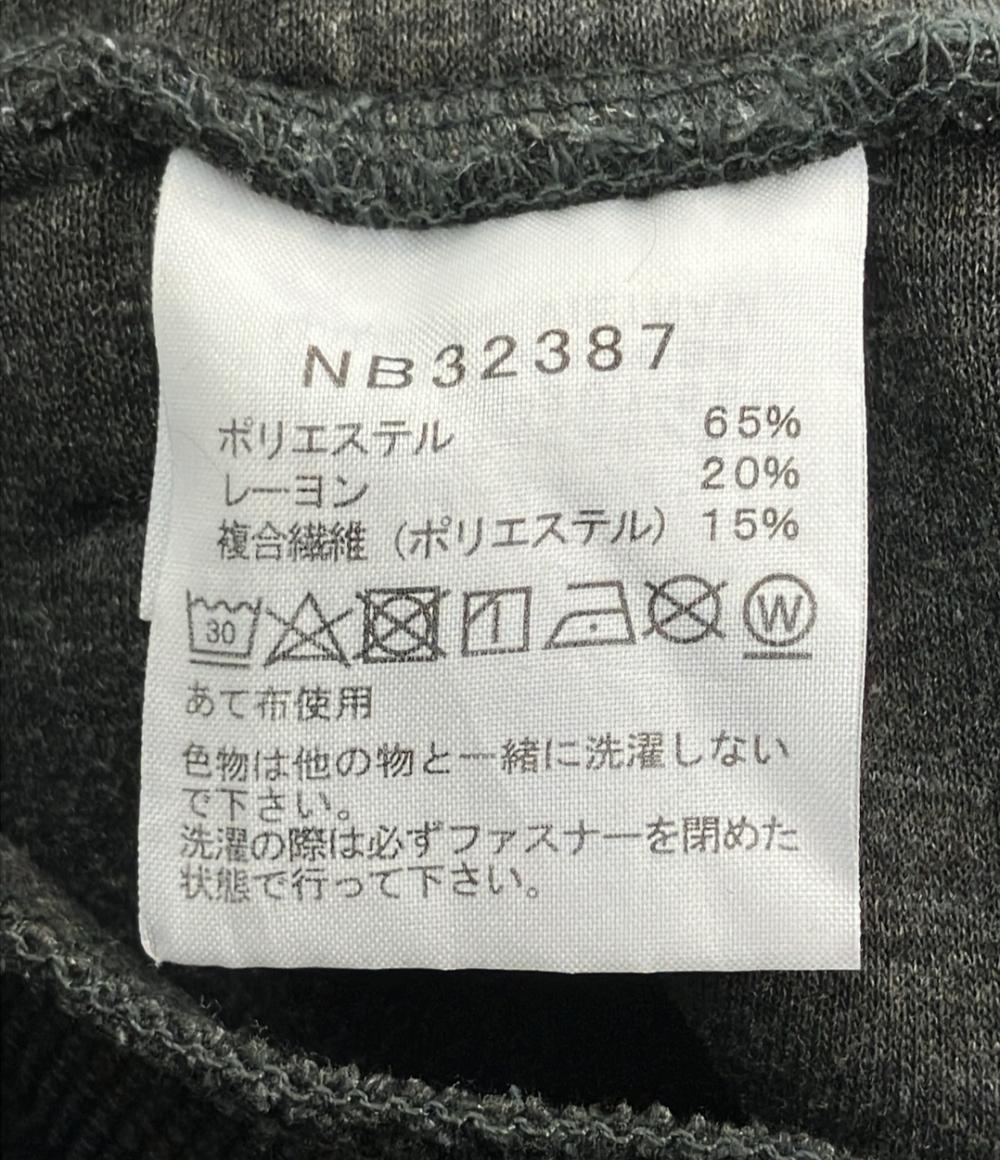 NB32387
ポリエステル 65%
レーヨン 20%
複合繊維（ポリエステル） 15%
30 W
あて布使用
色物は他の物と一緒に洗濯しない
で下さい。
洗濯の際は必ずファスナーを閉めた
状態で行って下さい。